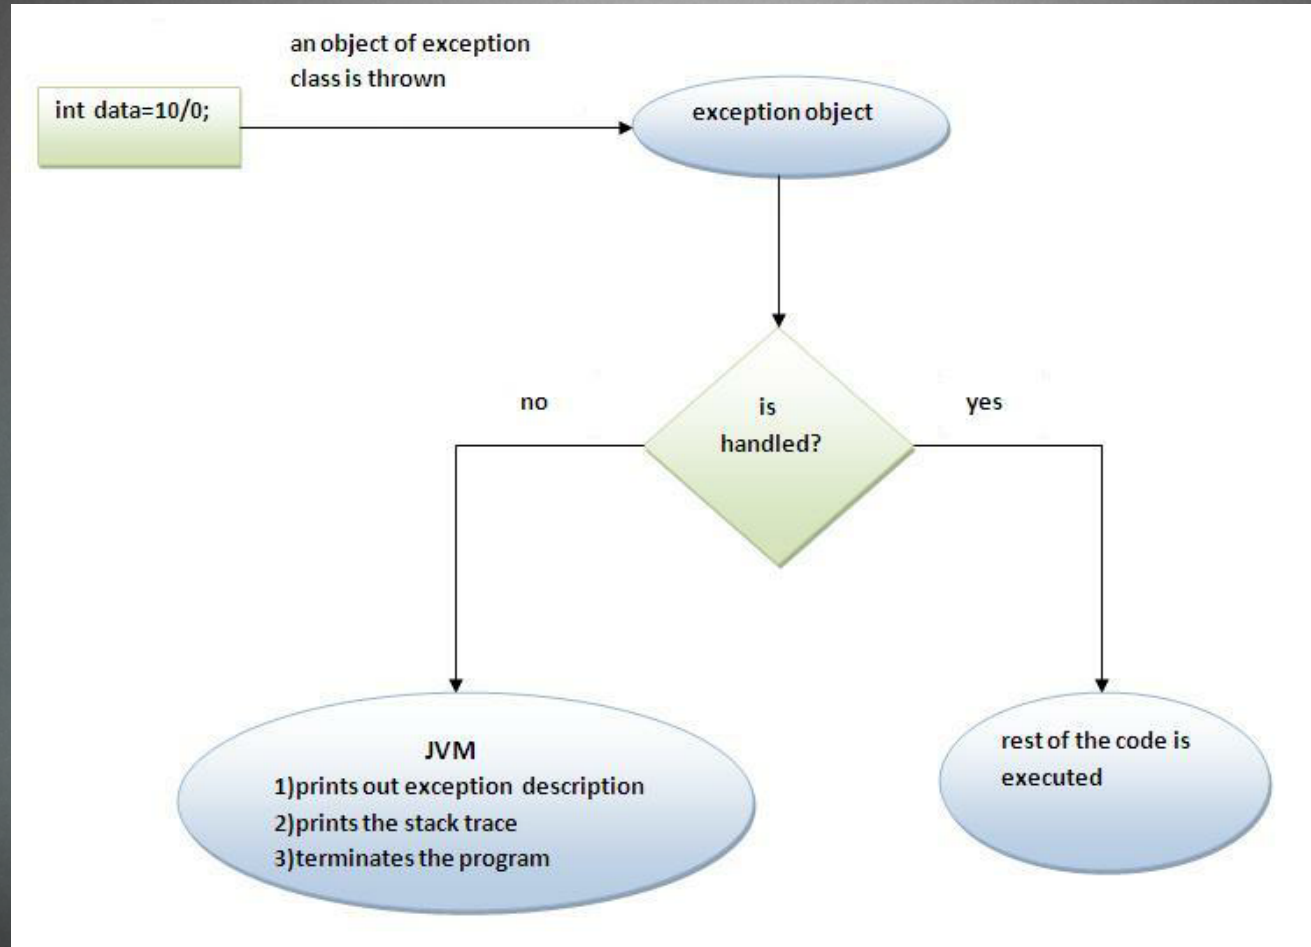 an object of exception
class is thrown
int data=10/0;
exception object
no
is
handled?
yes
JVM
1)prints out exception description
2)prints the stack trace
3)terminates the program
rest of the code is
executed